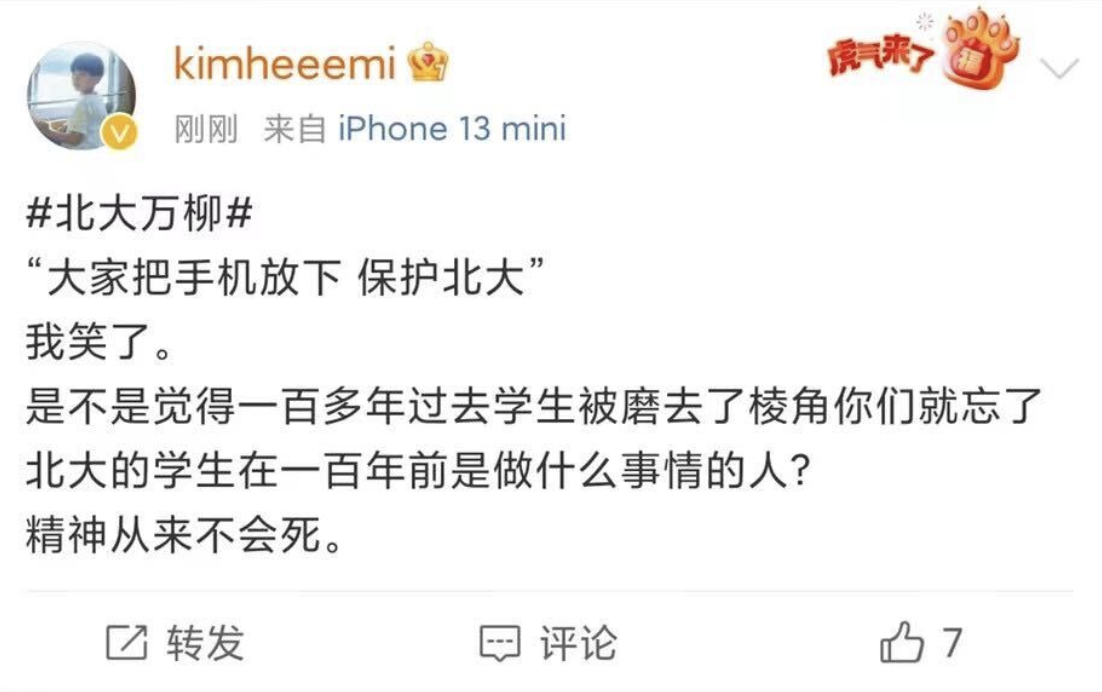 kimheeemi
虎气来了
福
刚刚 来自 iPhone 13 mini
#北大万柳#
“大家把手机放下 保护北大”
我笑了。
是不是觉得一百多年过去学生被磨去了棱角你们就忘了
北大的学生在一百年前是做什么事情的人?
精神从来不会死。
转发 评论 7